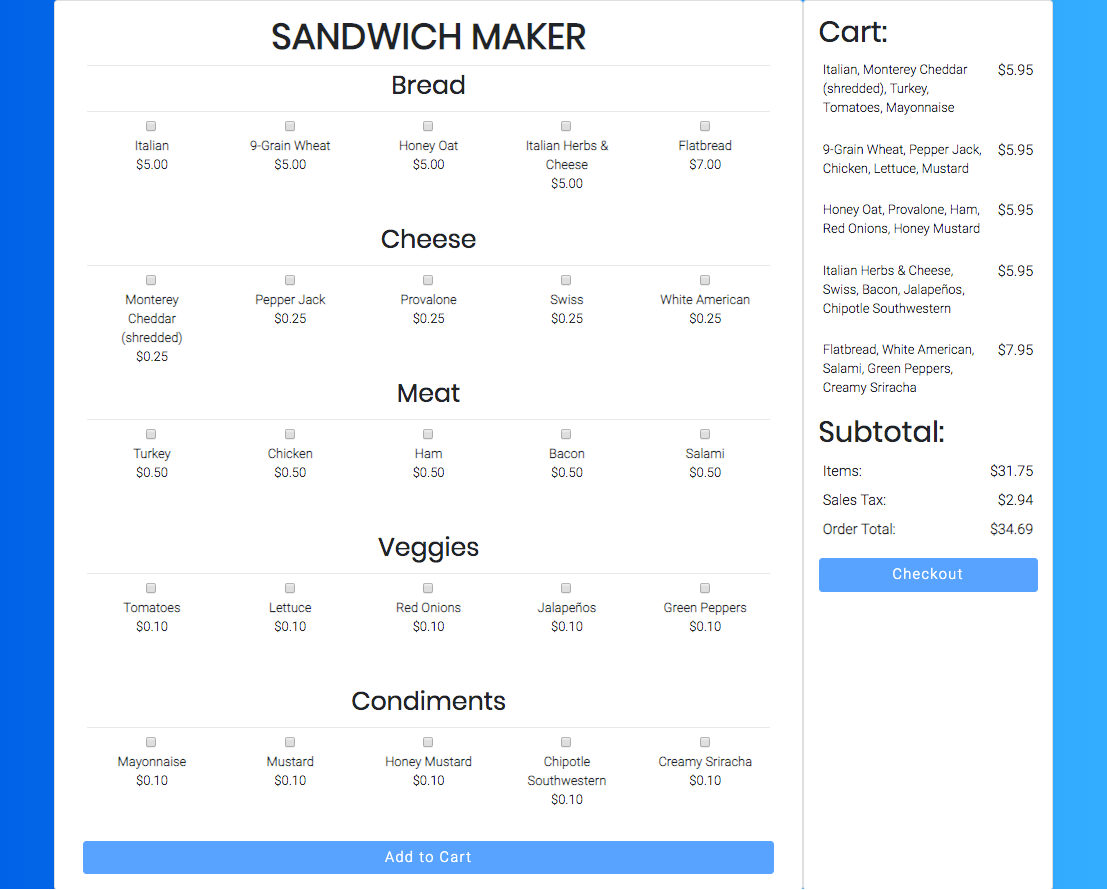 SANDWICH MAKER
Bread
Italian
$5.00
9-Grain Wheat
$5.00
Honey Oat
$5.00
Italian Herbs &
Cheese
$5.00
Flatbread
$7.00
Cheese
Monterey
Cheddar
(shredded)
$0.25
Pepper Jack
$0.25
Provalone
$0.25
Swiss
$0.25
White American
$0.25
Meat
Turkey
$0.50
Chicken
$0.50
Ham
$0.50
Bacon
$0.50
Salami
$0.50
Veggies
Tomatoes
$0.10
Lettuce
$0.10
Red Onions
$0.10
Jalapeños
$0.10
Green Peppers
$0.10
Condiments
Mayonnaise
$0.10
Mustard
$0.10
Honey Mustard
$0.10
Chipotle
Southwestern
$0.10
Creamy Sriracha
$0.10
Add to Cart
Cart:
Italian, Monterey Cheddar $5.95
(shredded), Turkey,
Tomatoes, Mayonnaise
9-Grain Wheat, Pepper Jack, $5.95
Chicken, Lettuce, Mustard
Honey Oat, Provalone, Ham, $5.95
Red Onions, Honey Mustard
Italian Herbs & Cheese, $5.95
Swiss, Bacon, Jalapeños,
Chipotle Southwestern
Flatbread, White American, $7.95
Salami, Green Peppers,
Creamy Sriracha
Subtotal:
Items: $31.75
Sales Tax: $2.94
Order Total: $34.69
Checkout